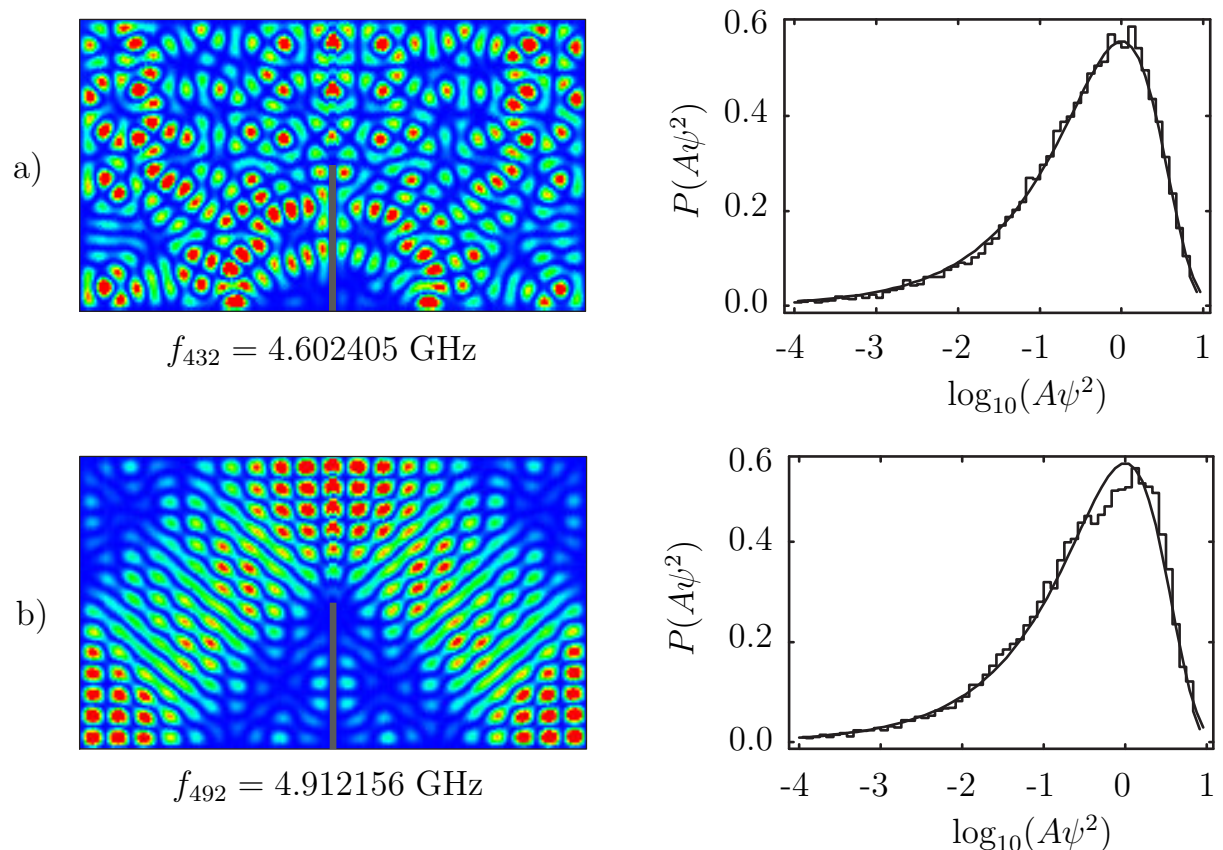 a)
f₄₃₂ = 4.602405 GHz
P(Aψ²)
0.6
0.4
0.2
0.0
-4 -3 -2 -1 0 1
log₁₀(Aψ²)
b)
f₄₉₂ = 4.912156 GHz
P(Aψ²)
0.6
0.4
0.2
0.0
-4 -3 -2 -1 0 1
log₁₀(Aψ²)